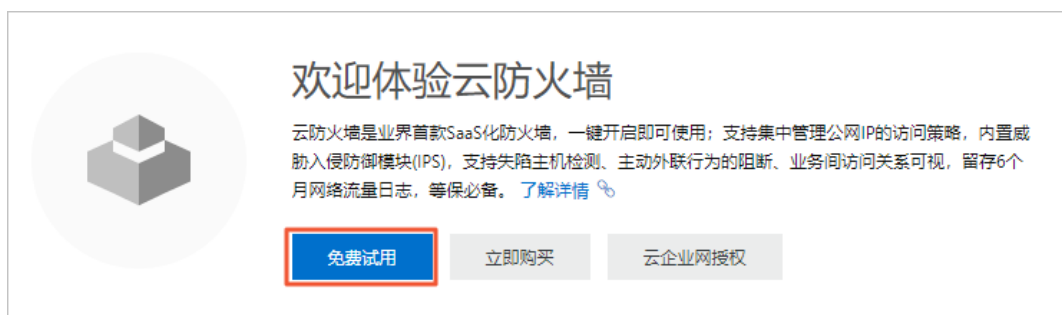 欢迎体验云防火墙
云防火墙是业界首款SaaS化防火墙，一键开启即可使用；支持集中管理公网IP的访问策略，内置威
胁入侵防御模块(IPS)，支持失陷主机检测、主动外联行为的阻断、业务间访问关系可视，留存6个
月网络流量日志，等保必备。 了解详情
免费试用 立即购买 云企业网授权